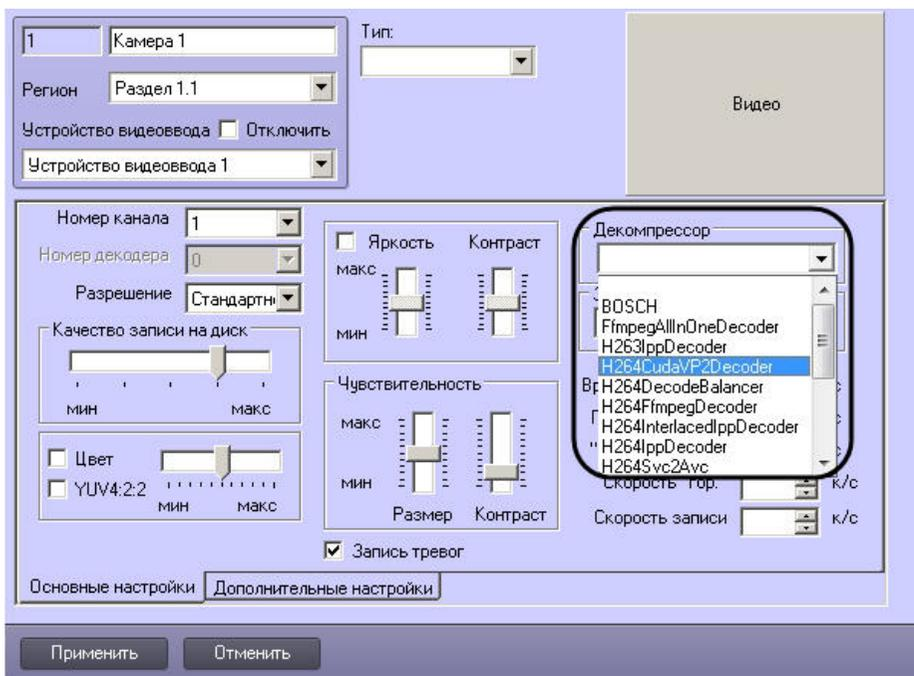 1 Камера 1
Тип:
Регион Раздел 1.1
Видео
Устройство видеоввода Отключить
Устройство видеоввода 1
Номер канала 1
Номер декодера 0
Разрешение Стандартн
Качество записи на диск
мин макс
Цвет
YUV4:2:2
мин макс
Яркость Контраст
макс
мин
Чувствительность
макс
мин
Размер Контраст
Запись тревог
Декомпрессор
BOSCH
FfmpegAllInOneDecoder
H263IppDecoder
H264CudaVP2Decoder
H264DecodeBalancer
H264FfmpegDecoder
H264InterlacedIppDecoder
H264IppDecoder
H264Svc2Avc
Скорость "гор." к/с
Скорость записи к/с
Основные настройки Дополнительные настройки
Применить Отменить